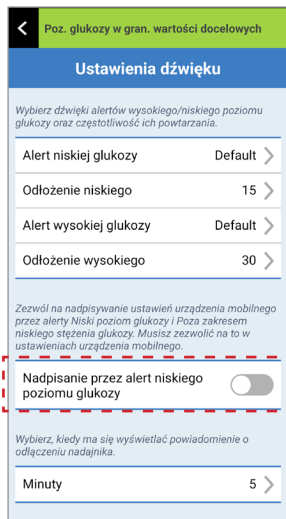 Poz. glukozy w gran. wartości docelowych
Ustawienia dźwięku
Wybierz dźwięki alertów wysokiego/niskiego poziomu
glukozy oraz częstotliwość ich powtarzania.
Alert niskiej glukozy Default
Odłożenie niskiego 15
Alert wysokiej glukozy Default
Odłożenie wysokiego 30
Zezwól na nadpisywanie ustawień urządzenia mobilnego
przez alerty Niski poziom glukozy i Poza zakresem
niskiego stężenia glukozy. Musisz zezwolić na to w
ustawieniach urządzenia mobilnego.
Nadpisanie przez alert niskiego
poziomu glukozy
Wybierz, kiedy ma się wyświetlać powiadomienie o
odłączeniu nadajnika.
Minuty 5